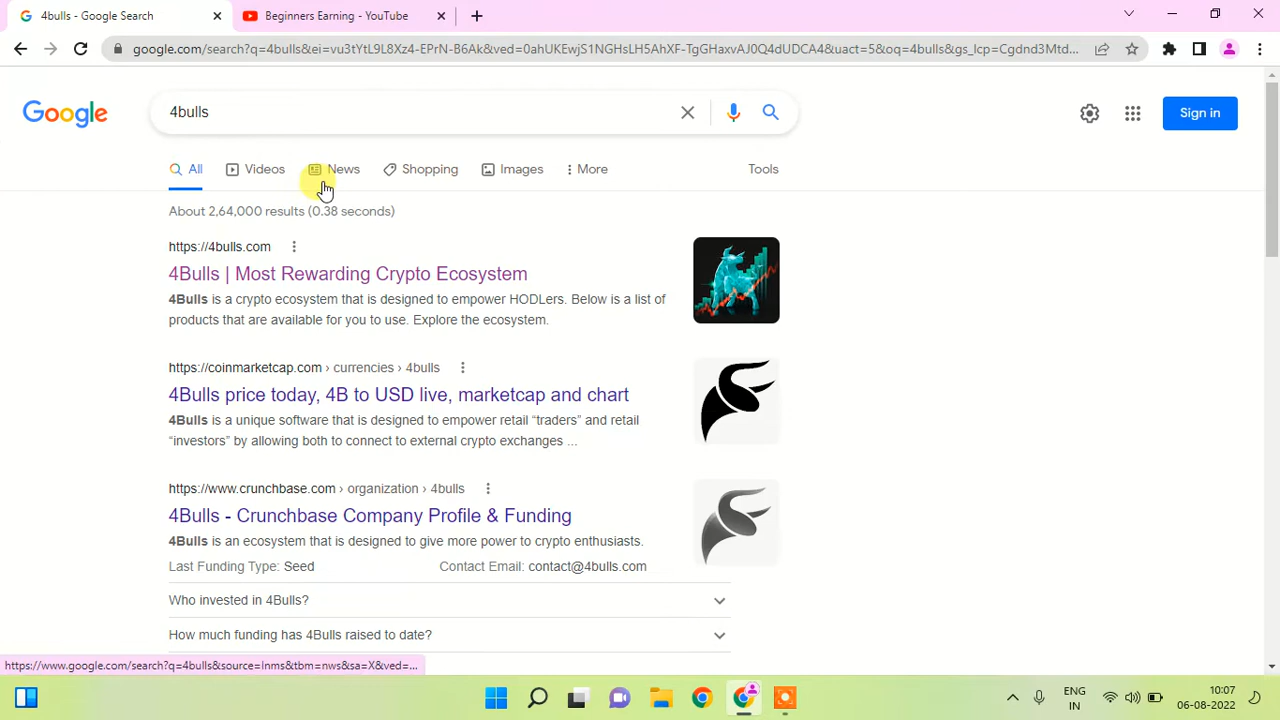 4bulls - Google Search
Beginners Earning - YouTube
google.com/search?q=4bulls&ei=vu3tYtL9L8Xz4-EPrN-B6Ak&ved=0ahUKEwjS1NGHsLH5AhXF-TgGHaxvAJ0Q4dUDCA4&uact=5&oq=4bulls&gs_lcp=Cgdnd3Mtd...
Google
4bulls
Sign in
All Videos News Shopping Images More Tools
About 2,64,000 results (0.38 seconds)
https://4bulls.com
4Bulls | Most Rewarding Crypto Ecosystem
4Bulls is a crypto ecosystem that is designed to empower HODLers. Below is a list of
products that are available for you to use. Explore the ecosystem.
https://coinmarketcap.com › currencies › 4bulls
4Bulls price today, 4B to USD live, marketcap and chart
4Bulls is a unique software that is designed to empower retail “traders” and retail
“investors” by allowing both to connect to external crypto exchanges ...
https://www.crunchbase.com › organization › 4bulls
4Bulls - Crunchbase Company Profile & Funding
4Bulls is an ecosystem that is designed to give more power to crypto enthusiasts.
Last Funding Type: Seed Contact Email: contact@4bulls.com
Who invested in 4Bulls?
How much funding has 4Bulls raised to date?
https://www.google.com/search?q=4bulls&source=lnms&tbm=nws&sa=X&ved=...
ENG
IN
10:07
06-08-2022